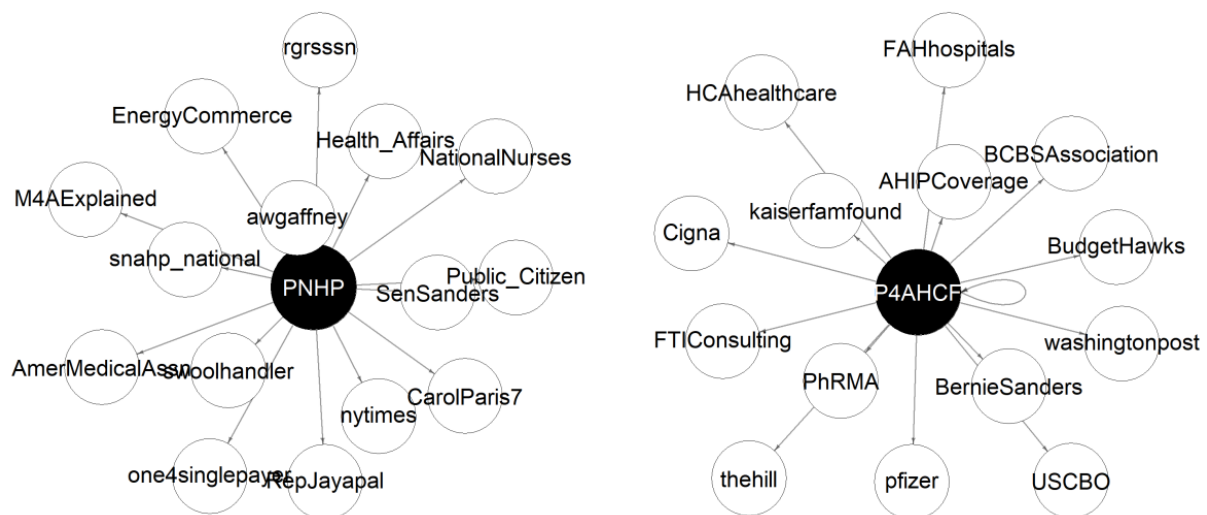 rgrsssn
EnergyCommerce
Health_Affairs
NationalNurses
M4AExplained
awgaffney
snahp_national
PNHP
SenSanders
Public_Citizen
AmerMedicalAssn
swoolhandler
CarolParis7
nytimes
one4singlepayer
RepJayapal
FAHhospitals
HCAhealthcare
BCBSAssociation
AHIPCoverage
kaiserfamfound
Cigna
BudgetHawks
P4AHCF
FTIConsulting
washingtonpost
PhRMA
BernieSanders
thehill
pfizer
USCBO